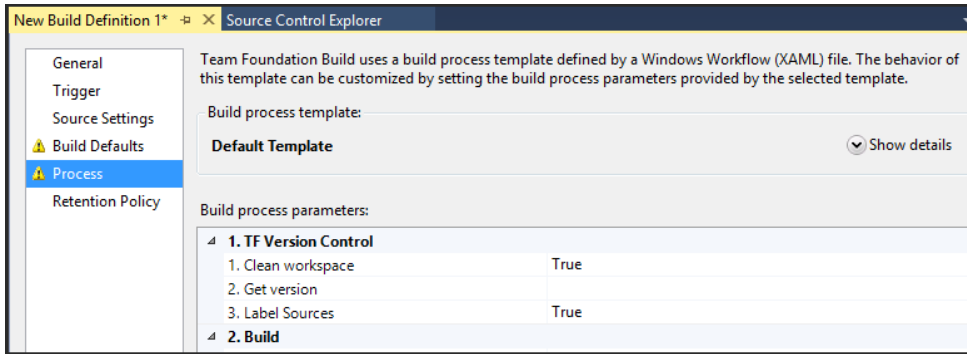 New Build Definition 1* Source Control Explorer
General
Trigger
Source Settings
Build Defaults
Process
Retention Policy
Team Foundation Build uses a build process template defined by a Windows Workflow (XAML) file. The behavior of
this template can be customized by setting the build process parameters provided by the selected template.
Build process template:
Default Template Show details
Build process parameters:
1. TF Version Control
1. Clean workspace True
2. Get version
3. Label Sources True
2. Build